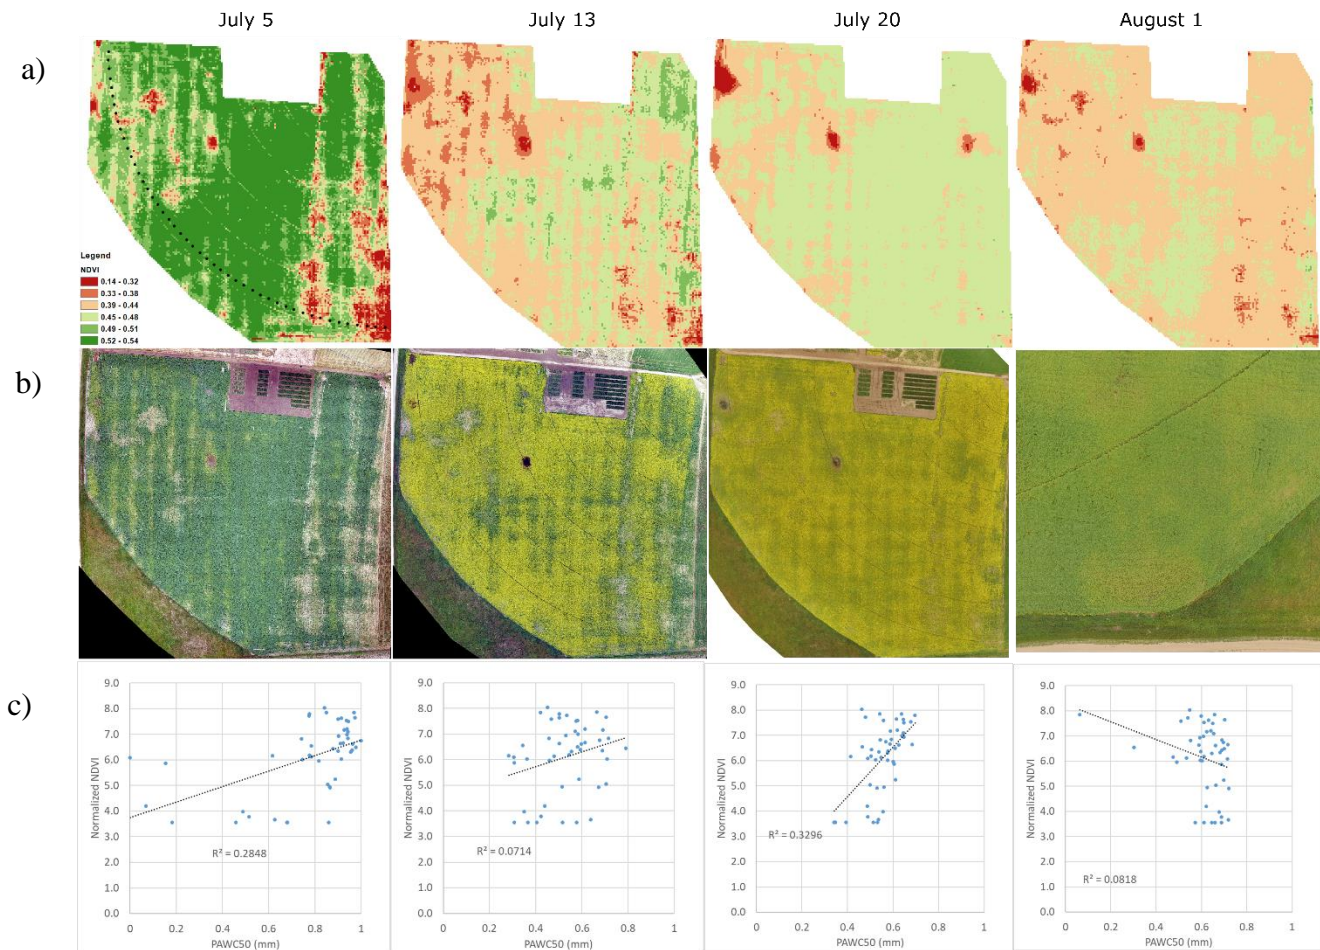 July 5 July 13 July 20 August 1
a)
Legend
NDVI
0.14 - 0.32
0.33 - 0.38
0.39 - 0.44
0.45 - 0.48
0.49 - 0.51
0.52 - 0.54
b)
c)
Normalized NDVI
9.0
8.0
7.0
6.0
5.0
4.0
3.0
2.0
1.0
0.0
R² = 0.2848
0 0.2 0.4 0.6 0.8 1
PAWC50 (mm)
Normalized NDVI
9.0
8.0
7.0
6.0
5.0
4.0
3.0
2.0
1.0
0.0
R² = 0.0714
0 0.2 0.4 0.6 0.8 1
PAWC50 (mm)
Normalized NDVI
9.0
8.0
7.0
6.0
5.0
4.0
3.0
2.0
1.0
0.0
R² = 0.3296
0 0.2 0.4 0.6 0.8 1
PAWC50 (mm)
Normalized NDVI
9.0
8.0
7.0
6.0
5.0
4.0
3.0
2.0
1.0
0.0
R² = 0.0818
0 0.2 0.4 0.6 0.8 1
PAWC50 (mm)